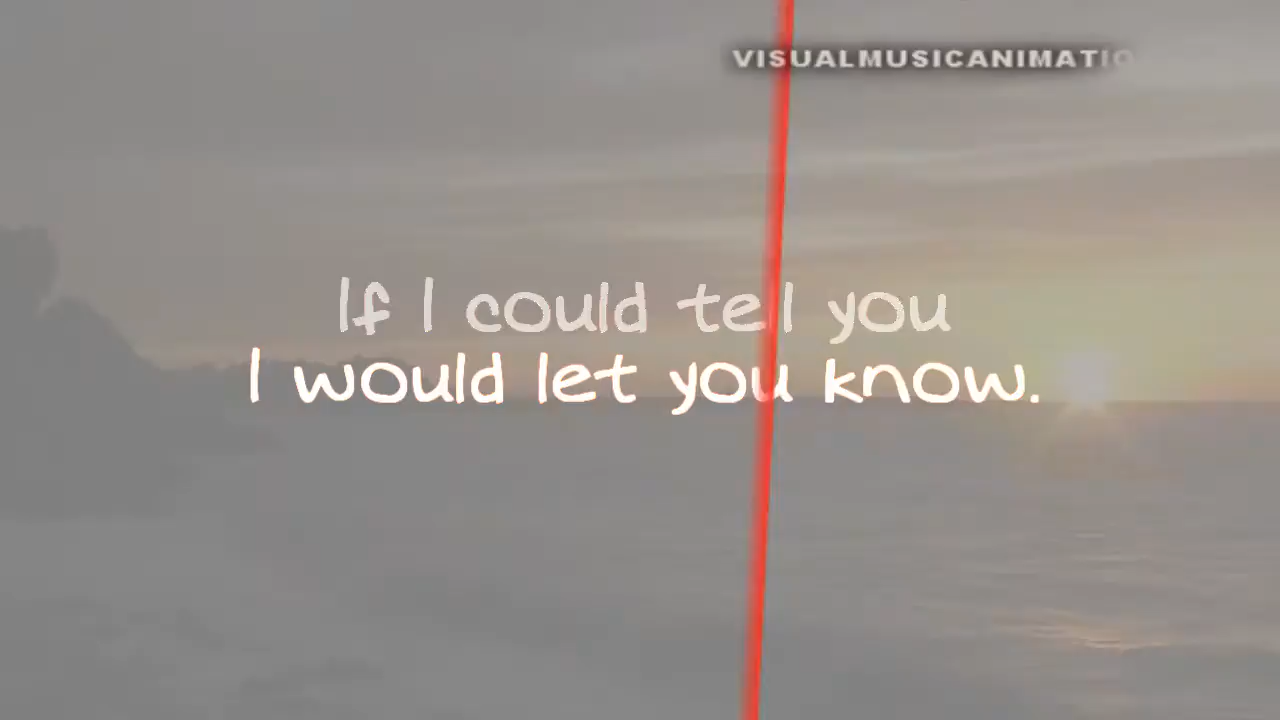 VISUALMUSICANIMATIO
If I could tell you
I would let you know.